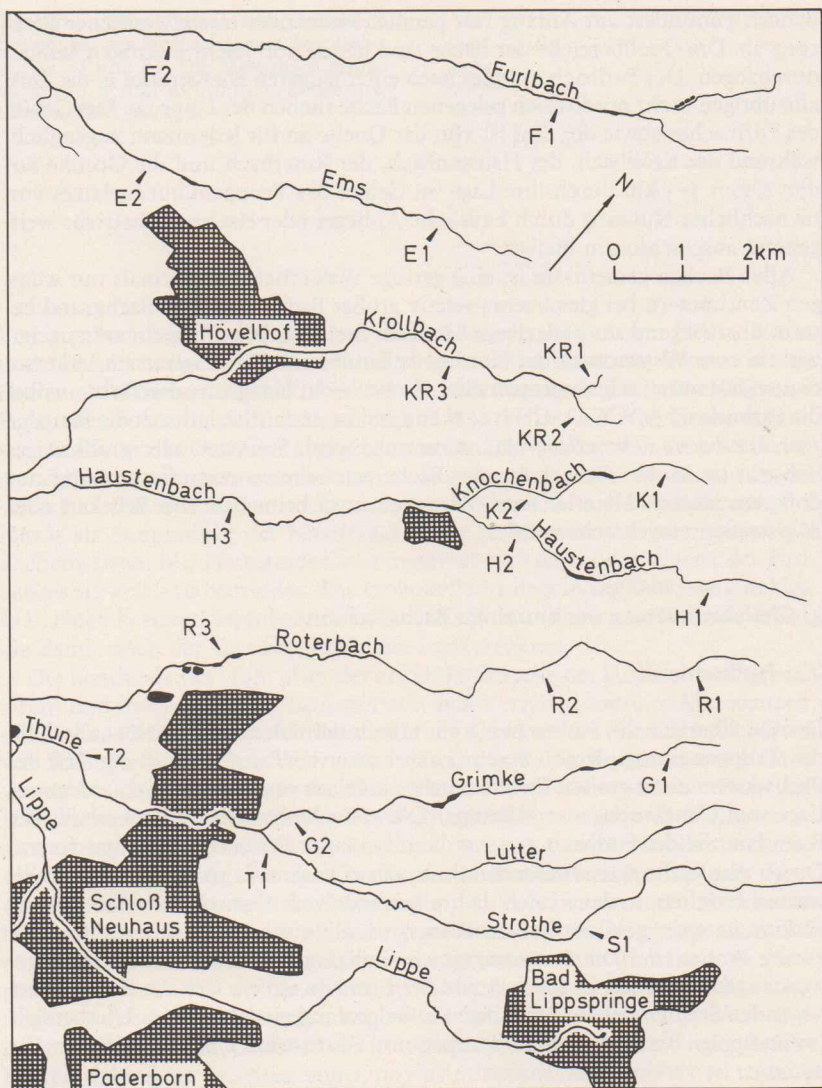 F2
Furlbach
F1
E2
Ems
E1
N
0 1 2km
Hövelhof
Krollbach
KR1
KR3
KR2
Haustenbach
H3
Knochenbach
K2
K1
H2
Haustenbach
H1
R3
Roterbach
R2
R1
Thune
T2
Lippe
Grimke
G1
G2
T1
Lutter
Schloß
Neuhaus
Strothe
S1
Lippe
Bad
Lippspringe
Paderborn